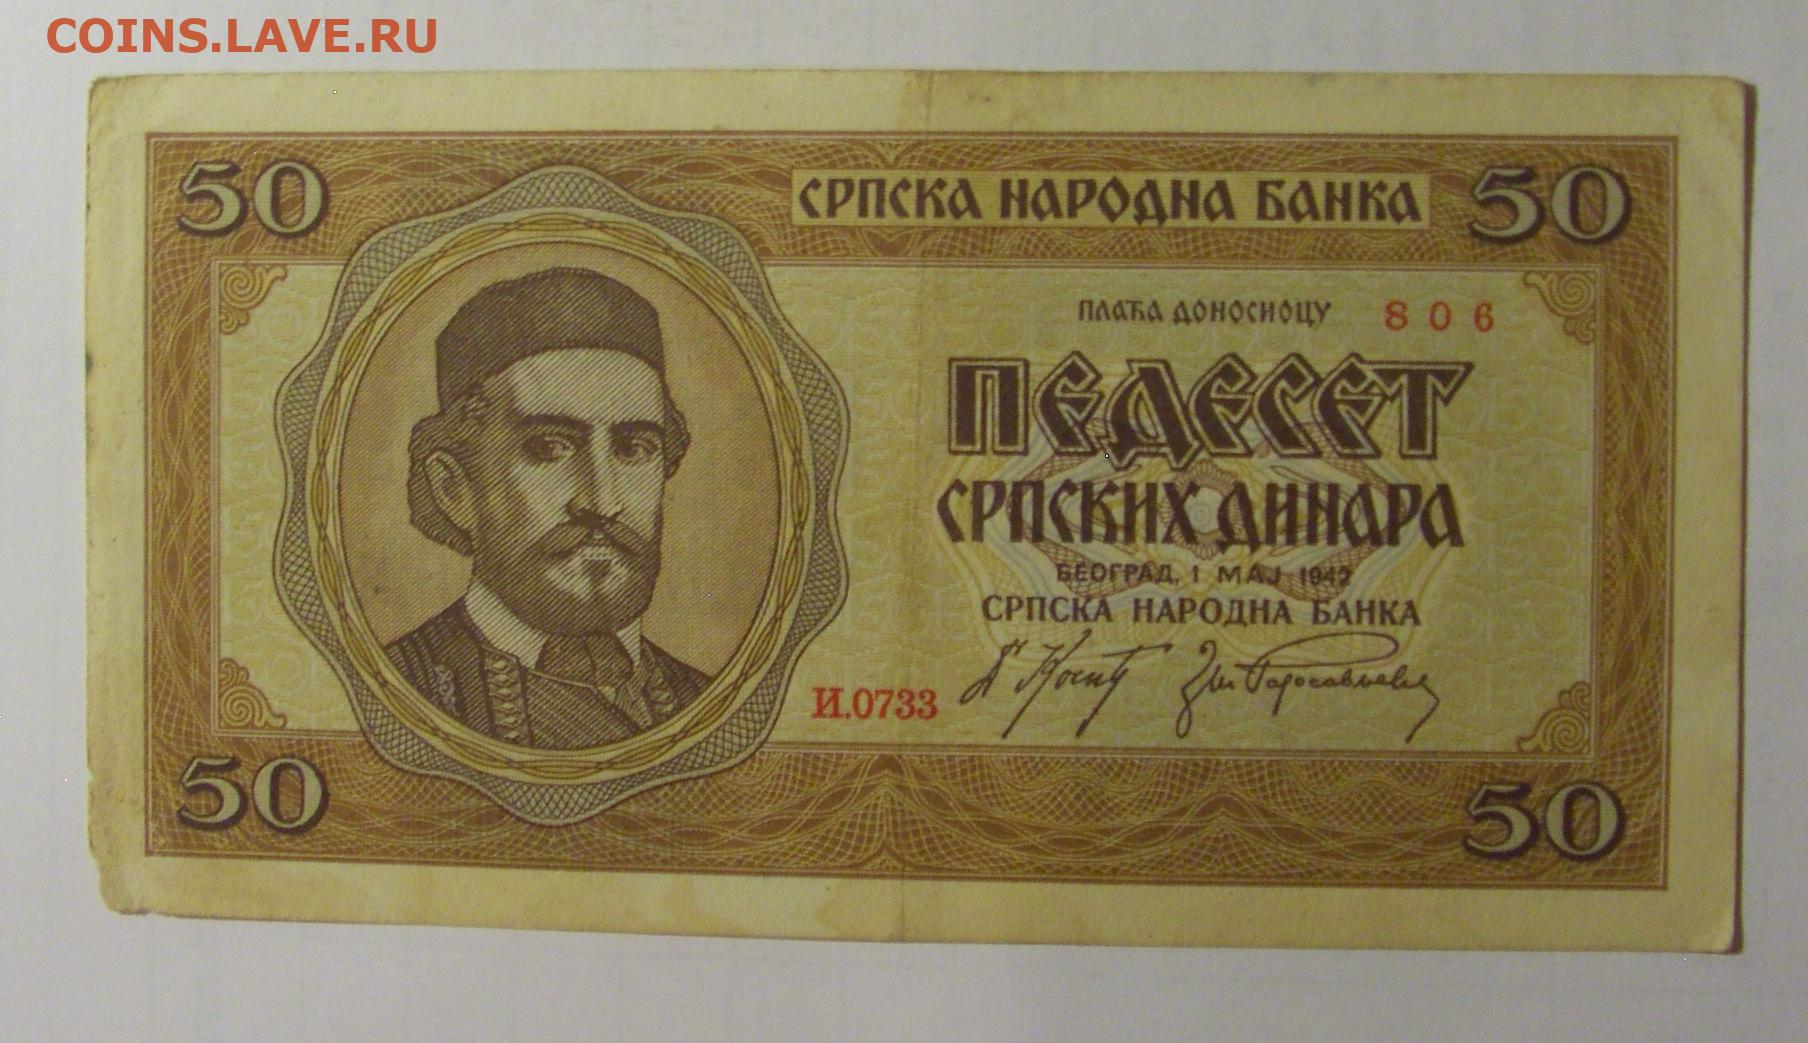 COINS.LAVE.RU
50 СРПСКА НАРОДНА БАНКА 50
ПЛАЋА ДОНОСИОЦУ 806
ПЕДЕСЕТ
СРПСКИХ ДИНАРА
БЕОГРАД, 1 МАЈ 1942
СРПСКА НАРОДНА БАНКА
И.0733
50 50